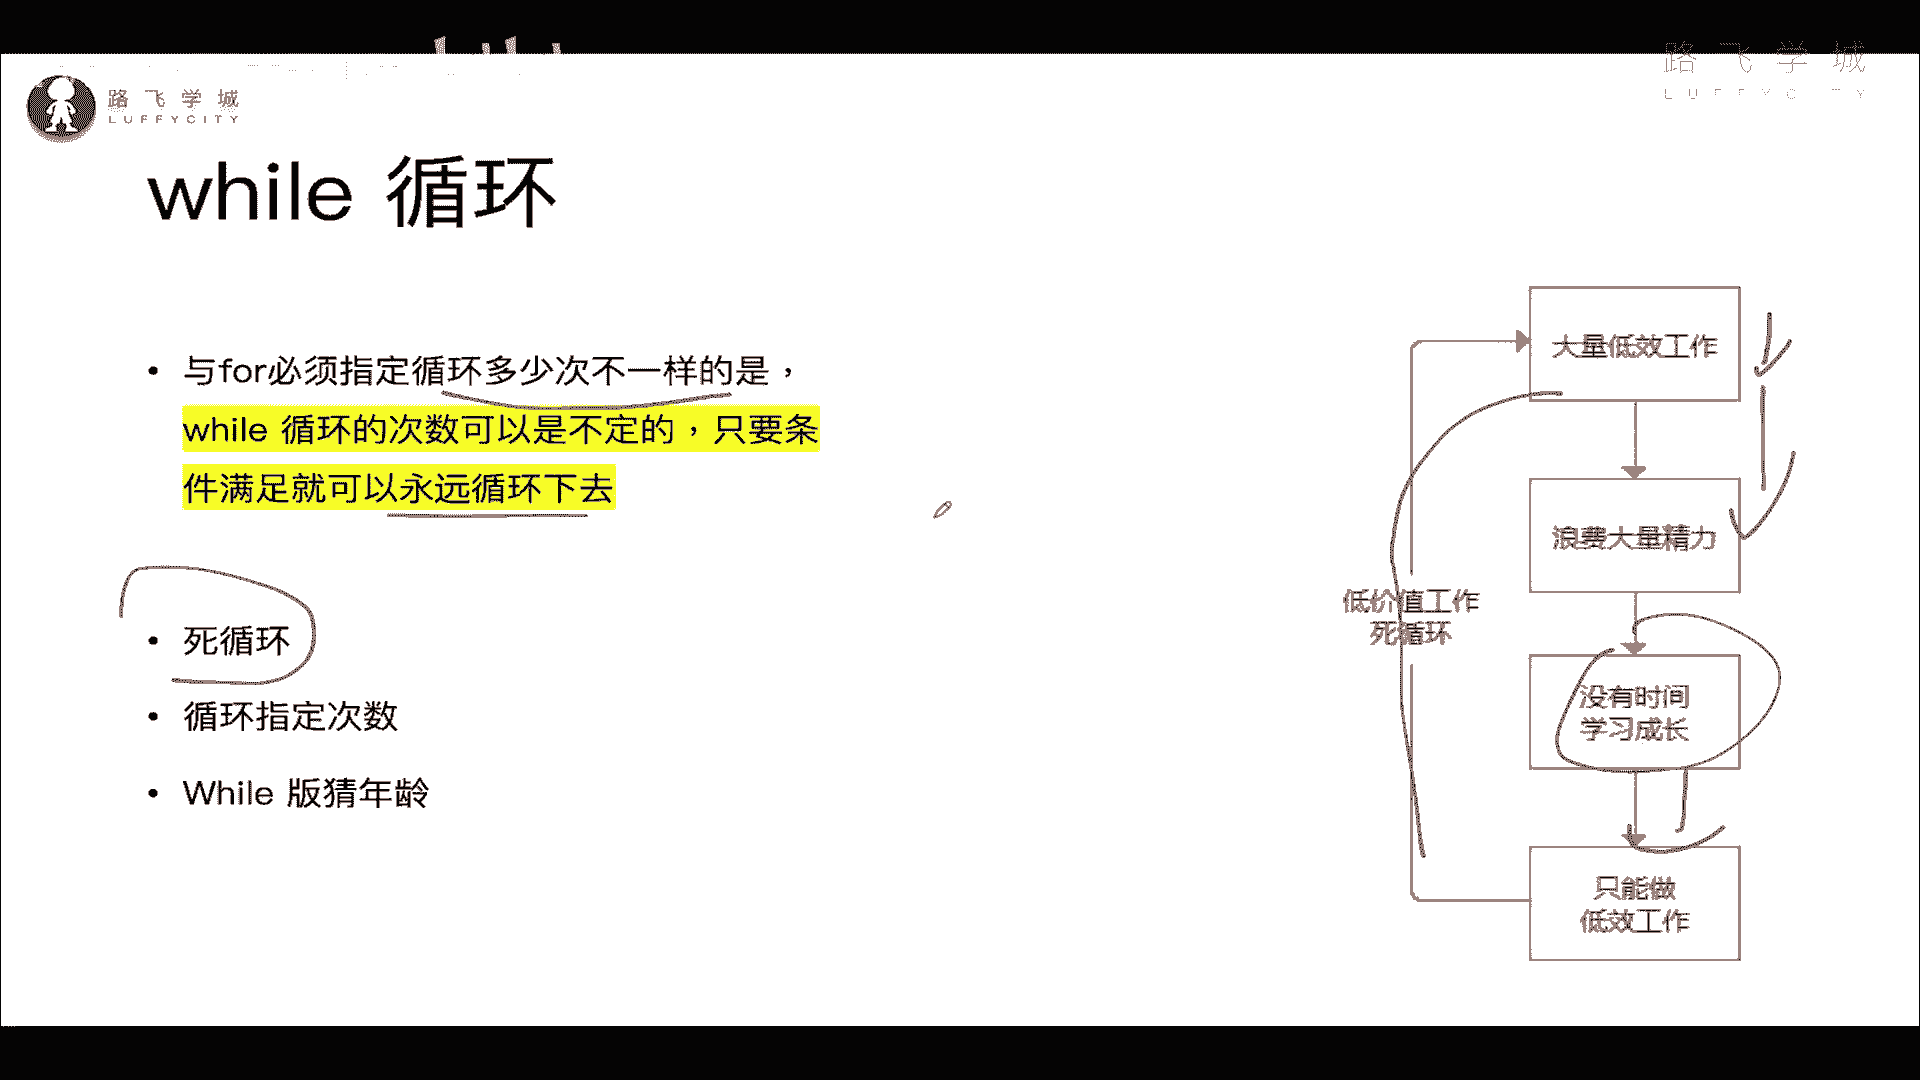 路飞学城
LUFFYCITY
路飞学城
LUFFYCITY
while 循环
与for必须指定循环多少次不一样的是，
while 循环的次数可以是不定的，只要条
件满足就可以永远循环下去
死循环
循环指定次数
While 版猜年龄
大量低效工作
浪费大量精力
低价值工作
死循环
没有时间
学习成长
只能做
低效工作